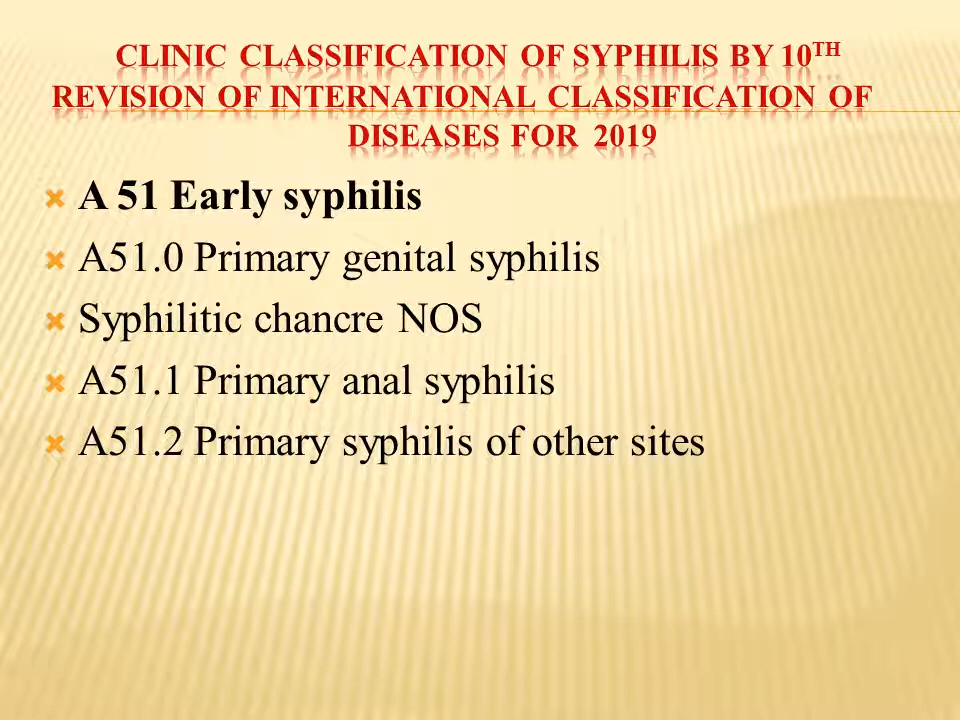 CLINIC CLASSIFICATION OF SYPHILIS BY 10TH
REVISION OF INTERNATIONAL CLASSIFICATION OF
DISEASES FOR 2019
A 51 Early syphilis
A51.0 Primary genital syphilis
Syphilitic chancre NOS
A51.1 Primary anal syphilis
A51.2 Primary syphilis of other sites